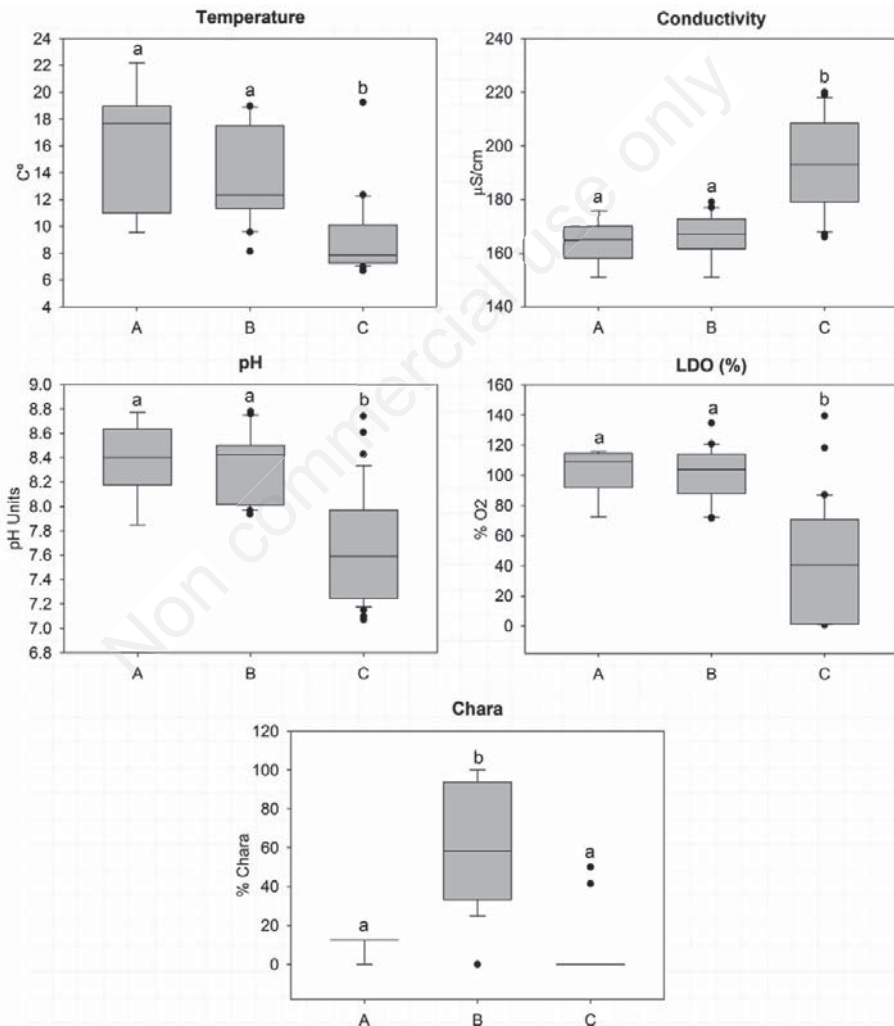 Temperature
24
22
20
18
16
14
12
10
8
6
4
C°
a
a
b
A
B
C
Conductivity
240
220
200
180
160
140
µS/cm
a
a
b
A
B
C
pH
9.0
8.8
8.6
8.4
8.2
8.0
7.8
7.6
7.4
7.2
7.0
6.8
pH Units
a
a
b
A
B
C
LDO (%)
160
140
120
100
80
60
40
20
0
% O2
a
a
b
A
B
C
Chara
120
100
80
60
40
20
0
% Chara
a
b
a
A
B
C
Non commercial use only